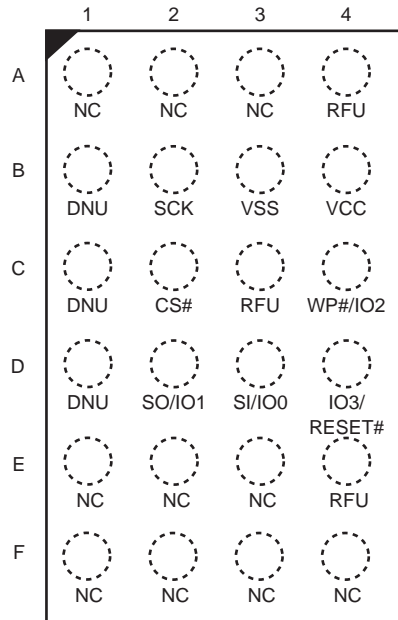 1 2 3 4
A
NC NC NC RFU
B
DNU SCK VSS VCC
C
DNU CS# RFU WP#/IO2
D
DNU SO/IO1 SI/IO0 IO3/
RESET#
E
NC NC NC RFU
F
NC NC NC NC